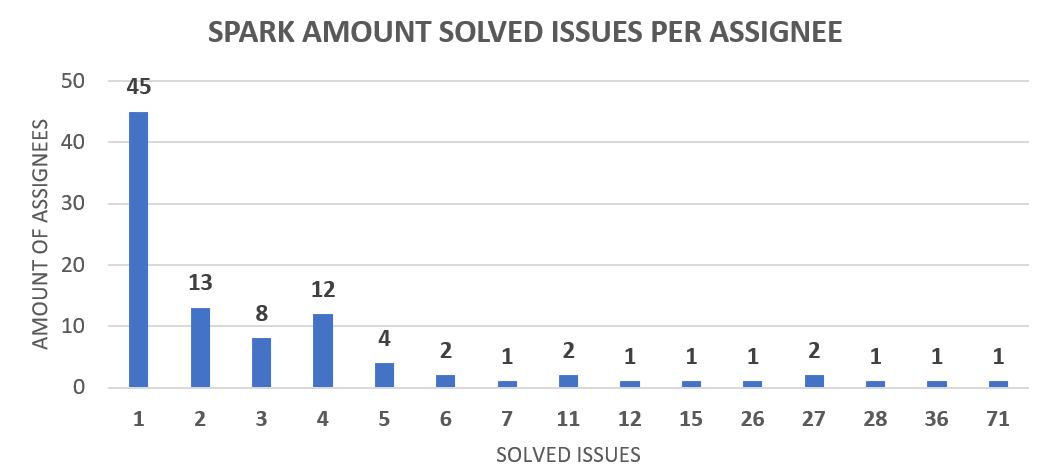 SPARK AMOUNT SOLVED ISSUES PER ASSIGNEE
AMOUNT OF ASSIGNEES
50
40
30
20
10
0
45 13 8 12 4 2 1 2 1 1 1 2 1 1 1
1 2 3 4 5 6 7 11 12 15 26 27 28 36 71
SOLVED ISSUES